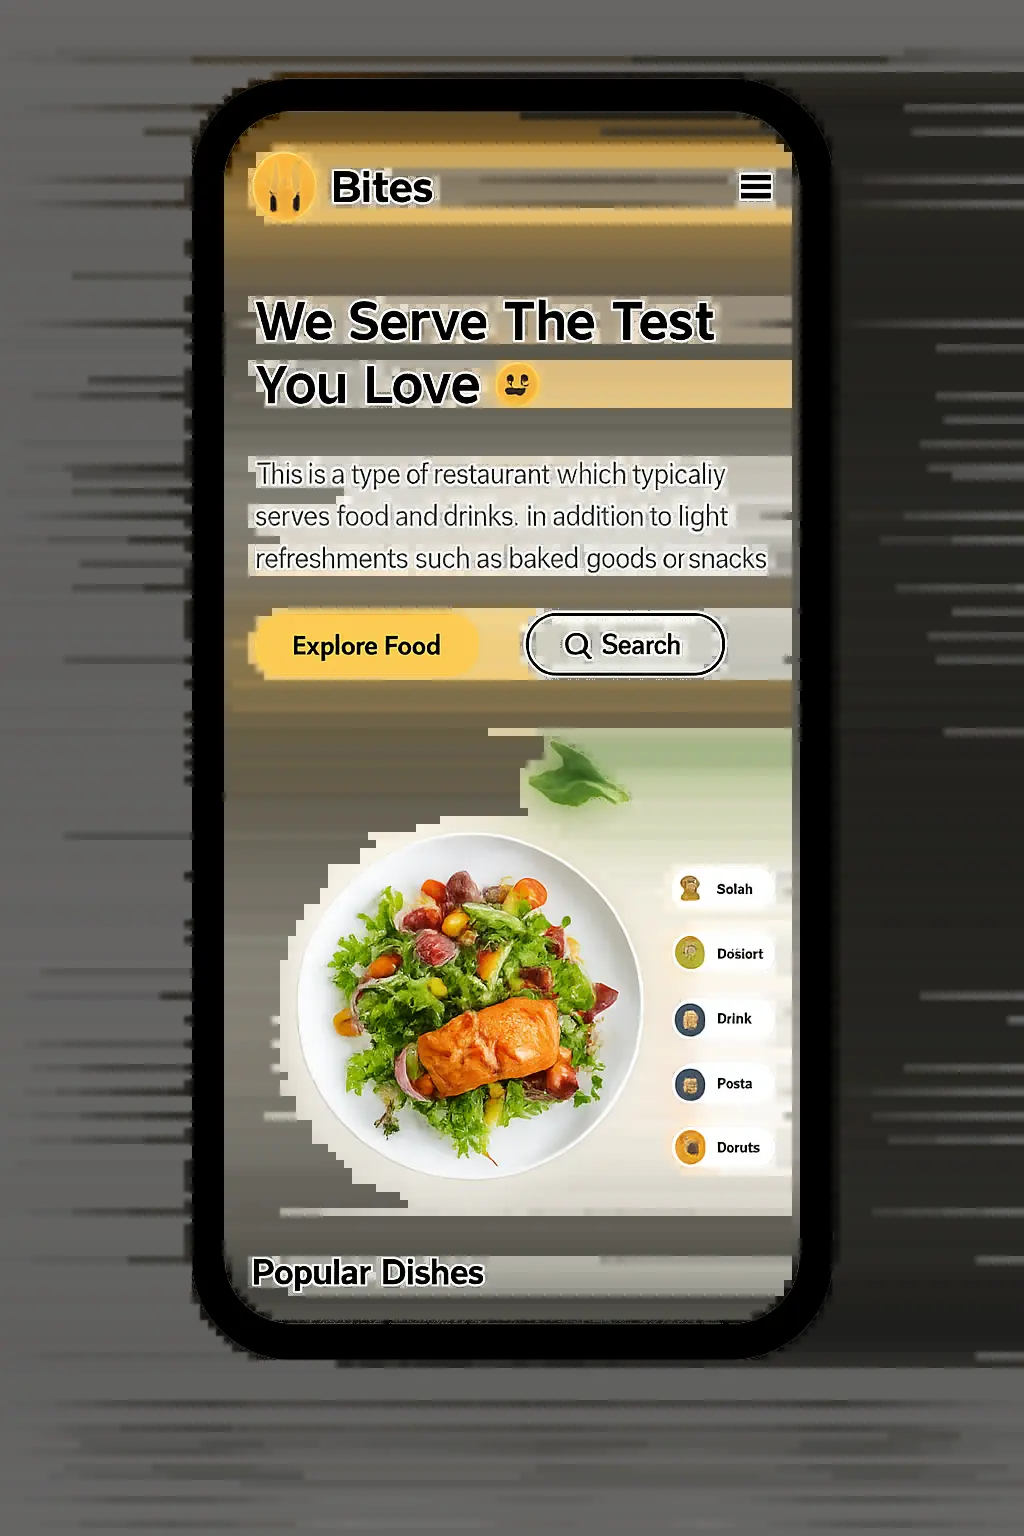 Bites
We Serve The Test
You Love
This is a type of restaurant which typically
serves food and drinks. in addition to light
refreshments such as baked goods or snacks
Explore Food
Search
Solah
Dosiort
Drink
Posta
Doruts
Popular Dishes